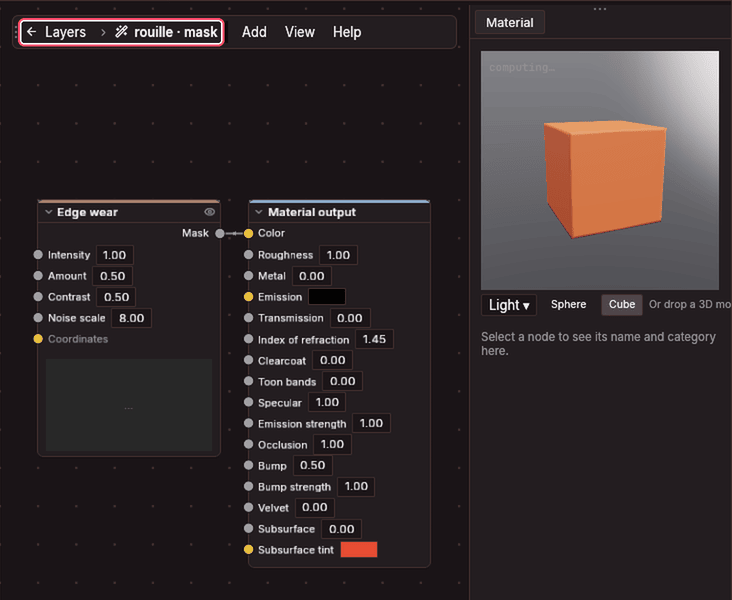 ← Layers › rouille · mask Add View Help
Material
computing…
Edge wear
Mask
Intensity 1.00
Amount 0.50
Contrast 0.50
Noise scale 8.00
Coordinates
...
Material output
Color
Roughness 1.00
Metal 0.00
Emission
Transmission 0.00
Index of refraction 1.45
Clearcoat 0.00
Toon bands 0.00
Specular 1.00
Emission strength 1.00
Occlusion 1.00
Bump 0.50
Bump strength 1.00
Velvet 0.00
Subsurface 0.00
Subsurface tint
Light ▾ Sphere Cube Or drop a 3D mo
Select a node to see its name and category
here.